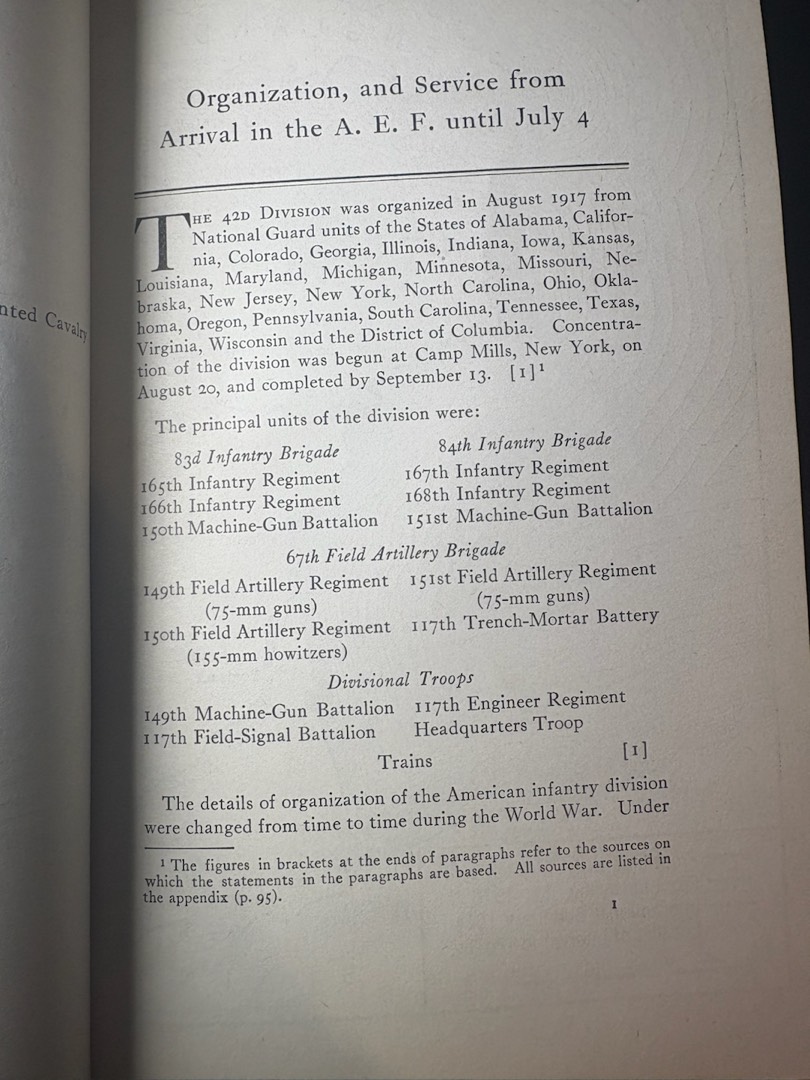 nted Cavalry
Organization, and Service from
Arrival in the A. E. F. until July 4
THE 42D DIVISION was organized in August 1917 from
National Guard units of the States of Alabama, Califor-
nia, Colorado, Georgia, Illinois, Indiana, Iowa, Kansas,
Louisiana, Maryland, Michigan, Minnesota, Missouri, Ne-
braska, New Jersey, New York, North Carolina, Ohio, Okla-
homa, Oregon, Pennsylvania, South Carolina, Tennessee, Texas,
Virginia, Wisconsin and the District of Columbia. Concentra-
tion of the division was begun at Camp Mills, New York, on
August 20, and completed by September 13. [1]¹
The principal units of the division were:
83d Infantry Brigade
165th Infantry Regiment
166th Infantry Regiment
150th Machine-Gun Battalion
84th Infantry Brigade
167th Infantry Regiment
168th Infantry Regiment
151st Machine-Gun Battalion
67th Field Artillery Brigade
149th Field Artillery Regiment
(75-mm guns)
150th Field Artillery Regiment
(155-mm howitzers)
151st Field Artillery Regiment
(75-mm guns)
117th Trench-Mortar Battery
Divisional Troops
149th Machine-Gun Battalion
117th Field-Signal Battalion
117th Engineer Regiment
Headquarters Troop
Trains [1]
The details of organization of the American infantry division
were changed from time to time during the World War. Under
¹ The figures in brackets at the ends of paragraphs refer to the sources on
which the statements in the paragraphs are based. All sources are listed in
the appendix (p. 95).
1